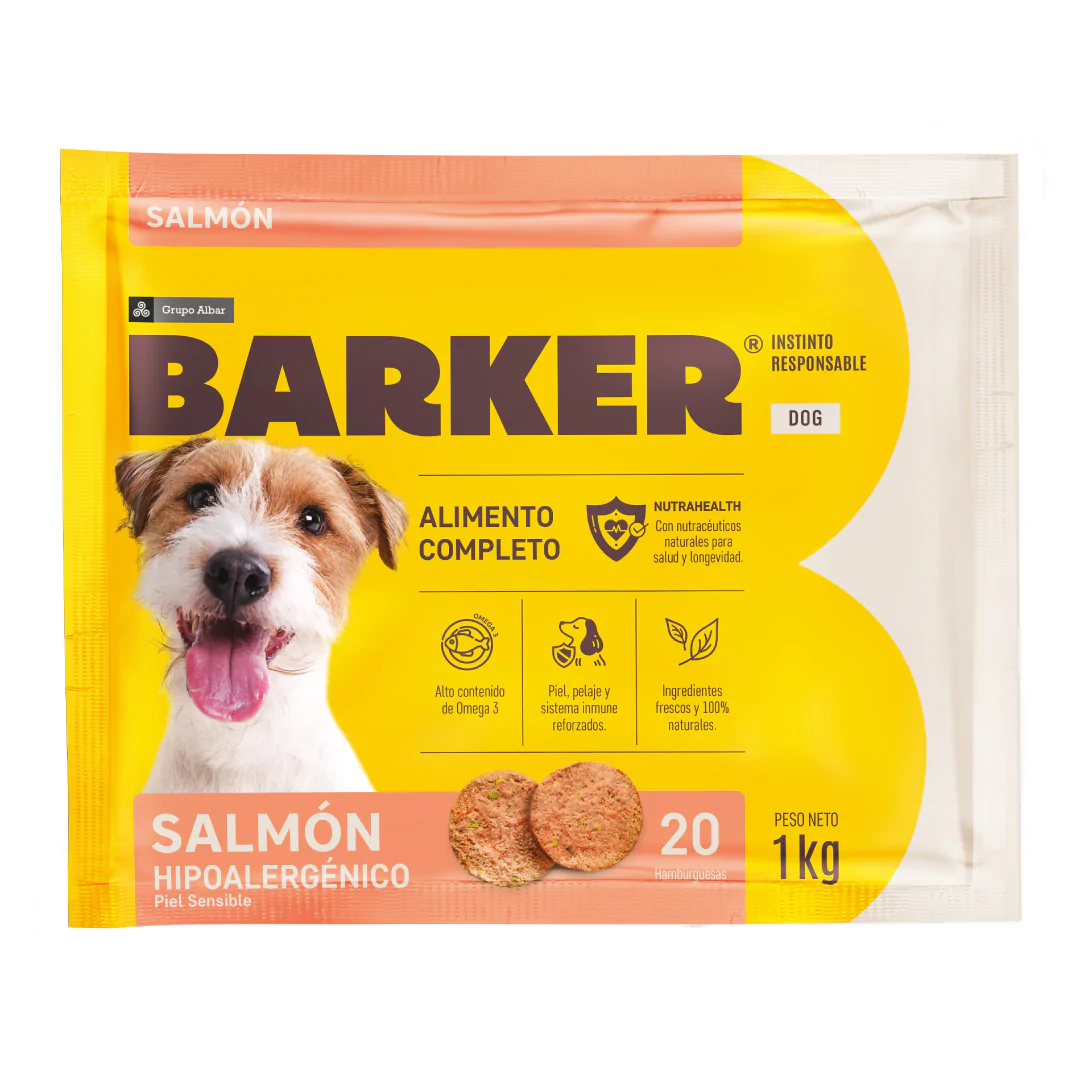 SALMÓN
Grupo Albar
BARKER®
INSTINTO
RESPONSABLE
DOG
ALIMENTO
COMPLETO
NUTRAHEALTH
Con nutracéuticos
naturales para
salud y longevidad.
OMEGA 3
Alto contenido
de Omega 3
Piel, pelaje y
sistema inmune
reforzados.
Ingredientes
frescos y 100%
naturales.
SALMÓN
HIPOALERGÉNICO
Piel Sensible
20
Hamburguesas
PESO NETO
1kg